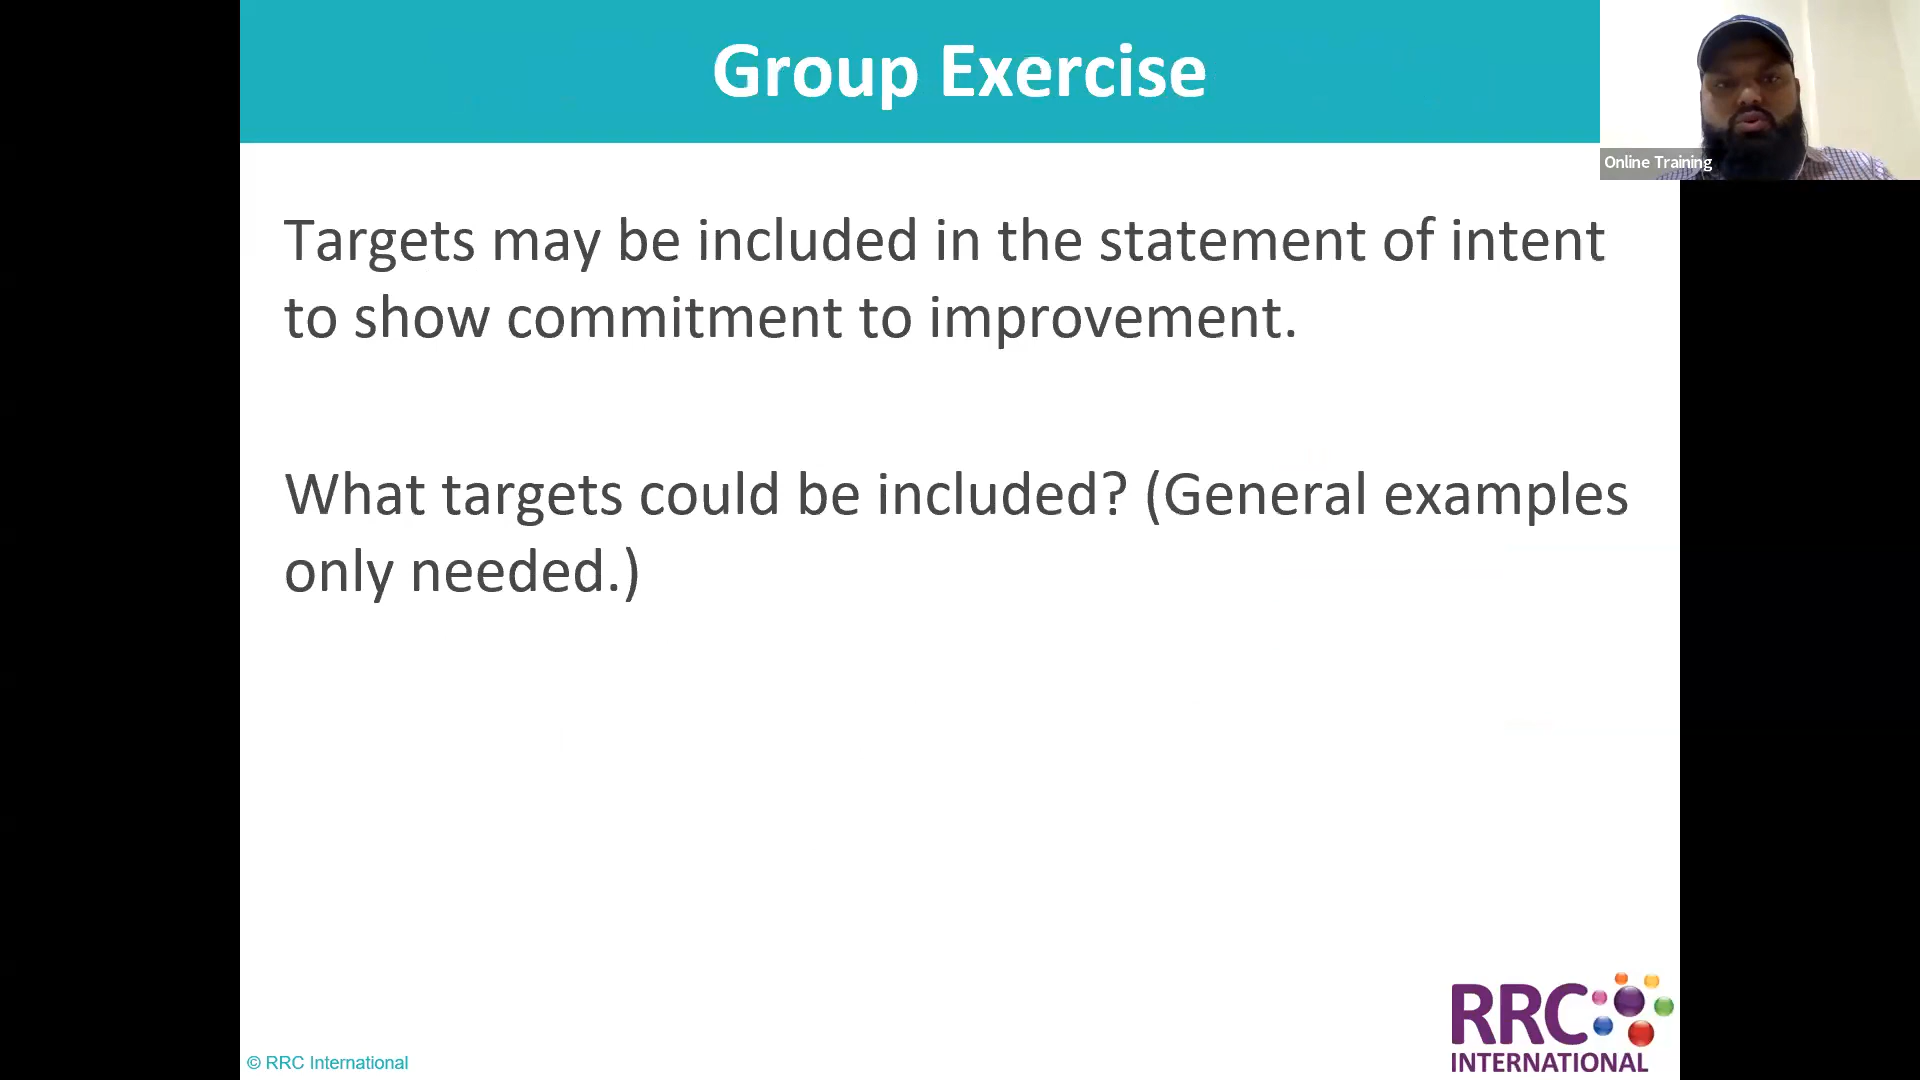 Group Exercise
Online Training
Targets may be included in the statement of intent
to show commitment to improvement.
What targets could be included? (General examples
only needed.)
RRC
INTERNATIONAL
© RRC International